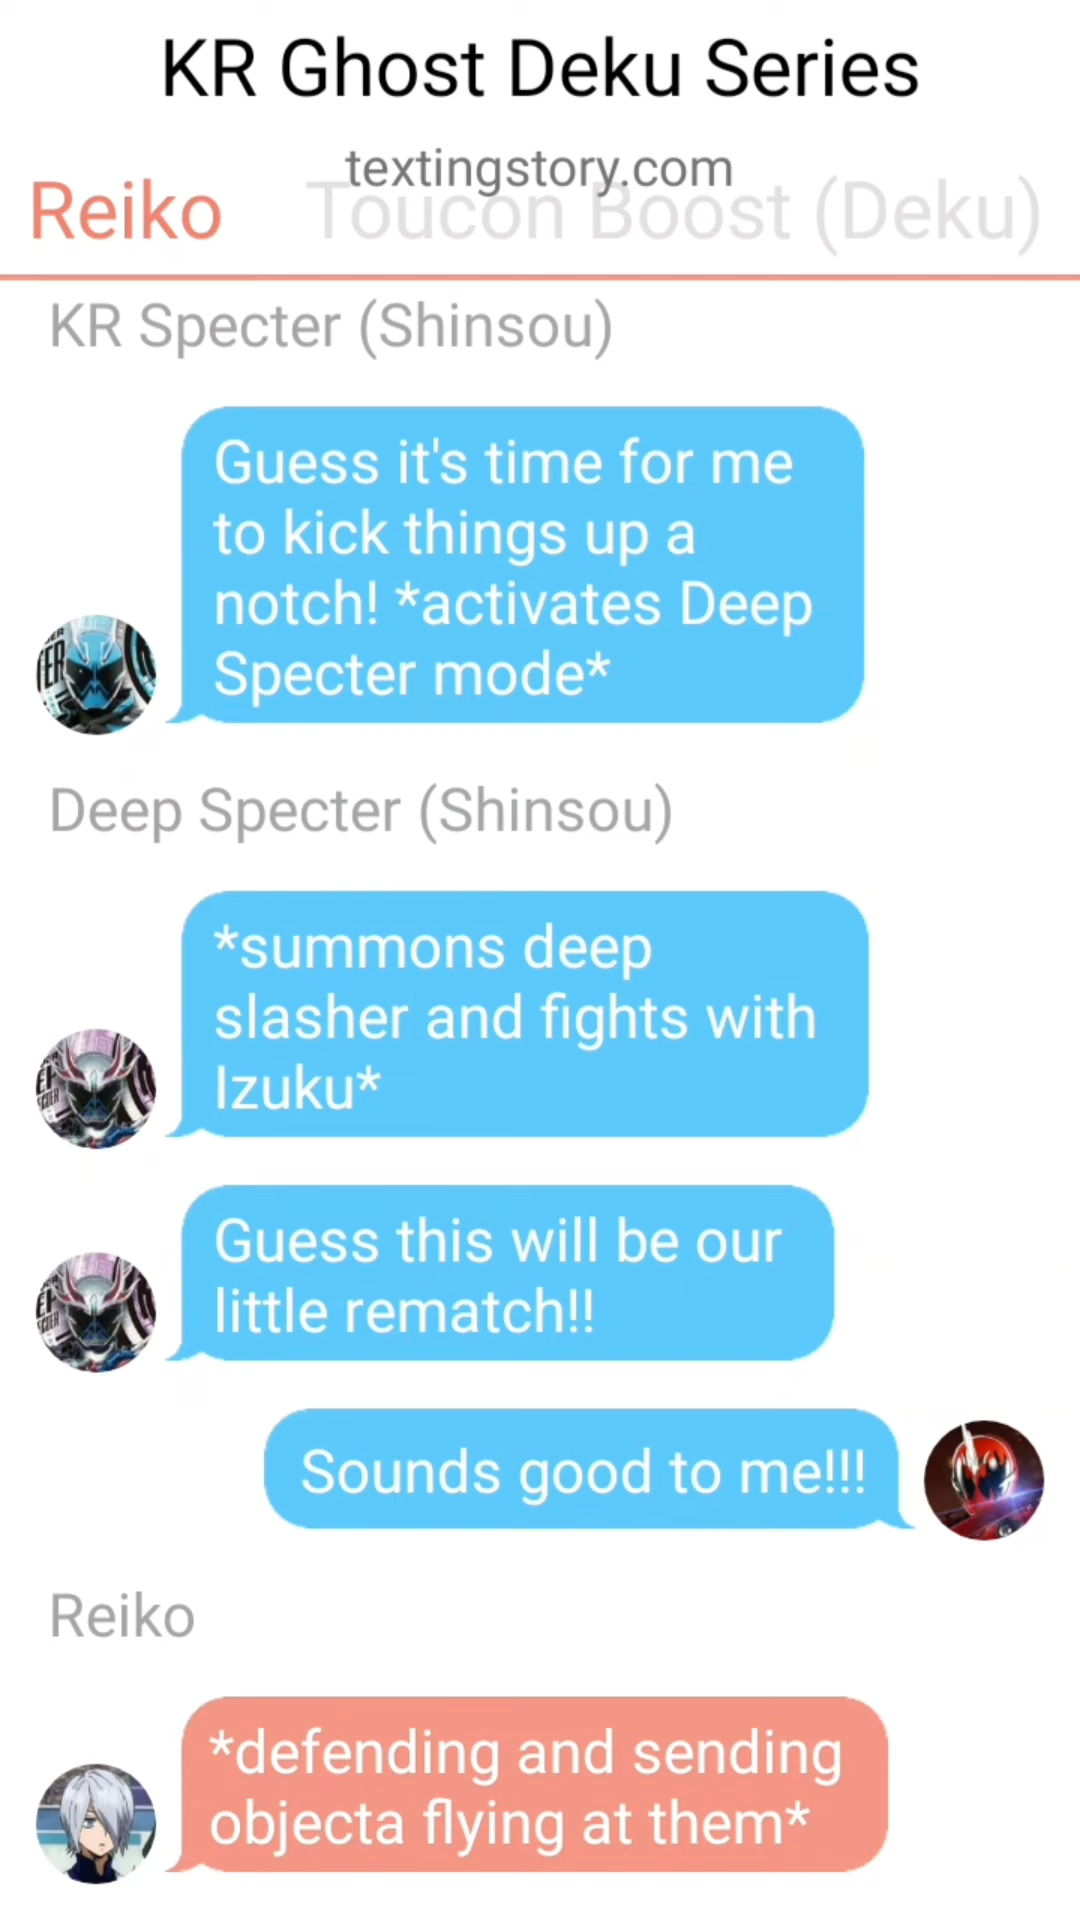 KR Ghost Deku Series
textingstory.com
Reiko
Toucon Boost (Deku)
KR Specter (Shinsou)
Guess it's time for me
to kick things up a
notch! *activates Deep
Specter mode*
Deep Specter (Shinsou)
*summons deep
slasher and fights with
Izuku*
Guess this will be our
little rematch!!
Sounds good to me!!!
Reiko
*defending and sending
objecta flying at them*